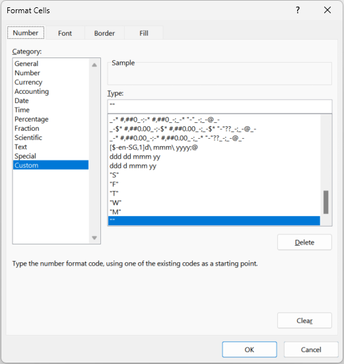 Format Cells
?
×
Number
Font
Border
Fill
Category:
General
Number
Currency
Accounting
Date
Time
Percentage
Fraction
Scientific
Text
Special
Custom
Sample
Type:
""
_-* #,##0_-;-* #,##0_-;_-* "-"_-;_-@_-
_-$* #,##0.00_-;-$* #,##0.00_-;_-$* "-"??_-;_-@_-
_-* #,##0.00_-;-* #,##0.00_-;_-* "-"??_-;_-@_-
[$-en-SG,1]d\ mmm\ yyyy;@
ddd dd mmm yy
ddd d mmm yy
"S"
"F"
"T"
"W"
"M"
""
Delete
Type the number format code, using one of the existing codes as a starting point.
Clear
OK
Cancel